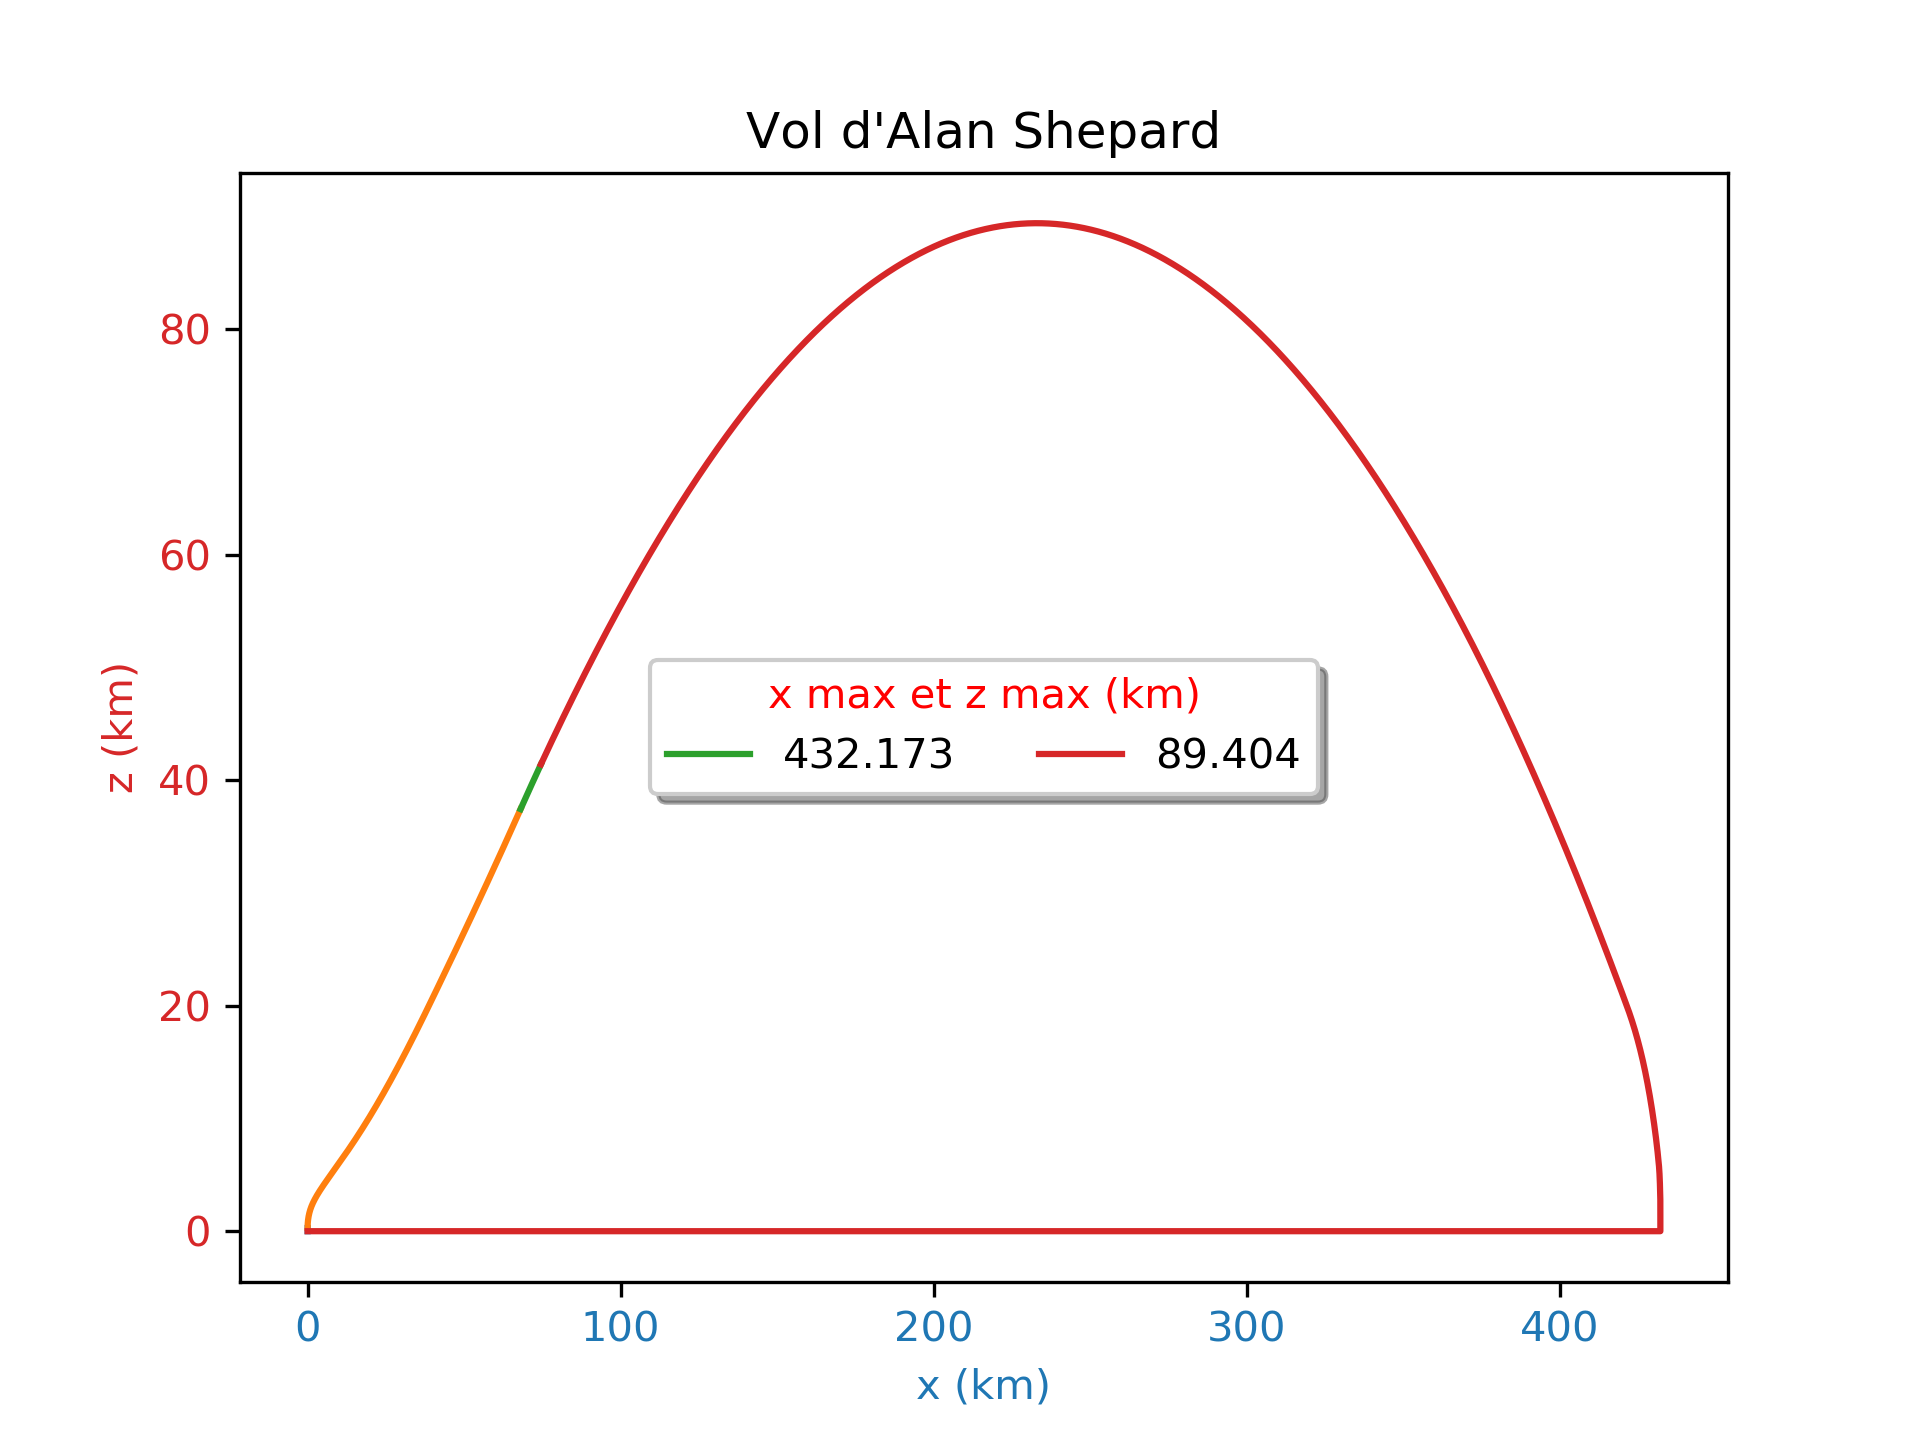 Vol d'Alan Shepard
z (km)
80
60
40
20
0
x max et z max (km)
432.173 89.404
0 100 200 300 400
x (km)